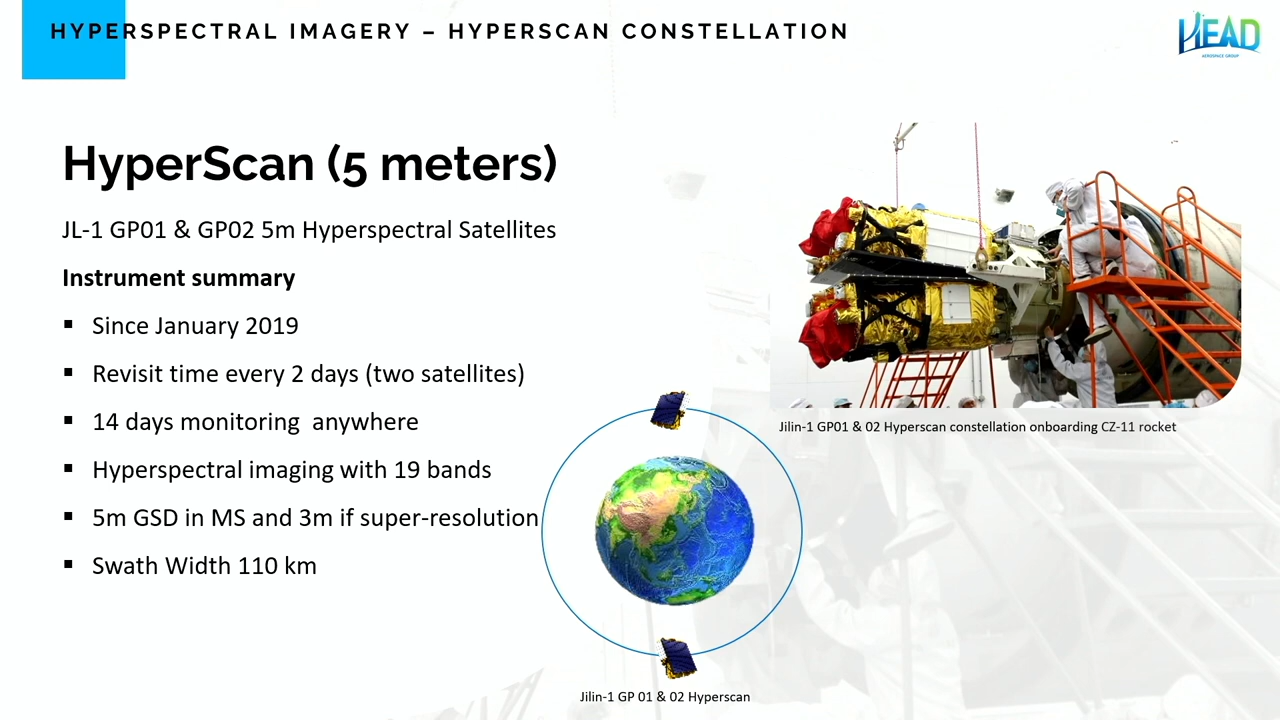 HYPERSPECTRAL IMAGERY – HYPERSCAN CONSTELLATION
HEAD
AEROSPACE GROUP
HyperScan (5 meters)
JL-1 GP01 & GP02 5m Hyperspectral Satellites
Instrument summary
▪ Since January 2019
▪ Revisit time every 2 days (two satellites)
▪ 14 days monitoring  anywhere
▪ Hyperspectral imaging with 19 bands
▪ 5m GSD in MS and 3m if super-resolution
▪ Swath Width 110 km
Jilin-1 GP01 & 02 Hyperscan constellation onboarding CZ-11 rocket
Jilin-1 GP 01 & 02 Hyperscan